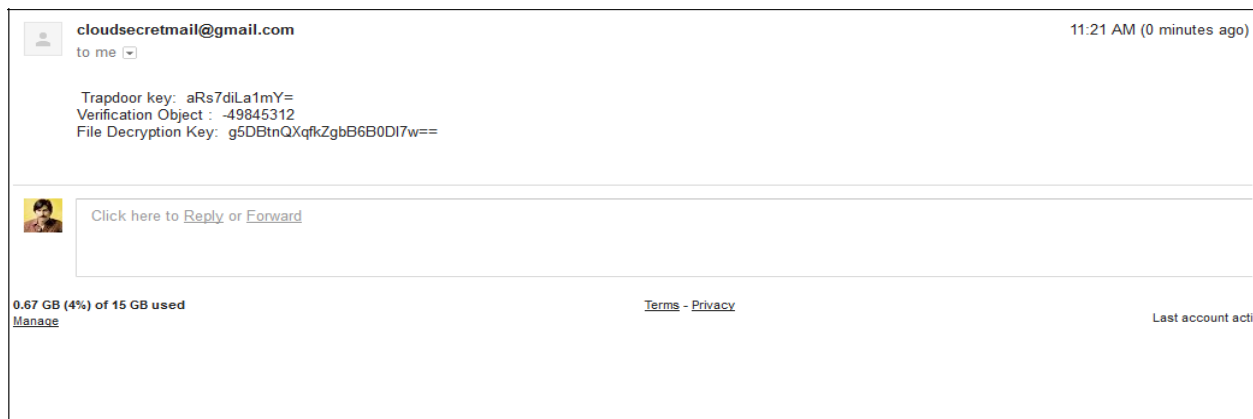 cloudsecretmail@gmail.com
11:21 AM (0 minutes ago)
to me
Trapdoor key: aRs7diLa1mY=
Verification Object : -49845312
File Decryption Key: g5DBtnQXqfkZgbB6B0Dl7w==
Click here to Reply or Forward
0.67 GB (4%) of 15 GB used
Manage
Terms - Privacy
Last account acti